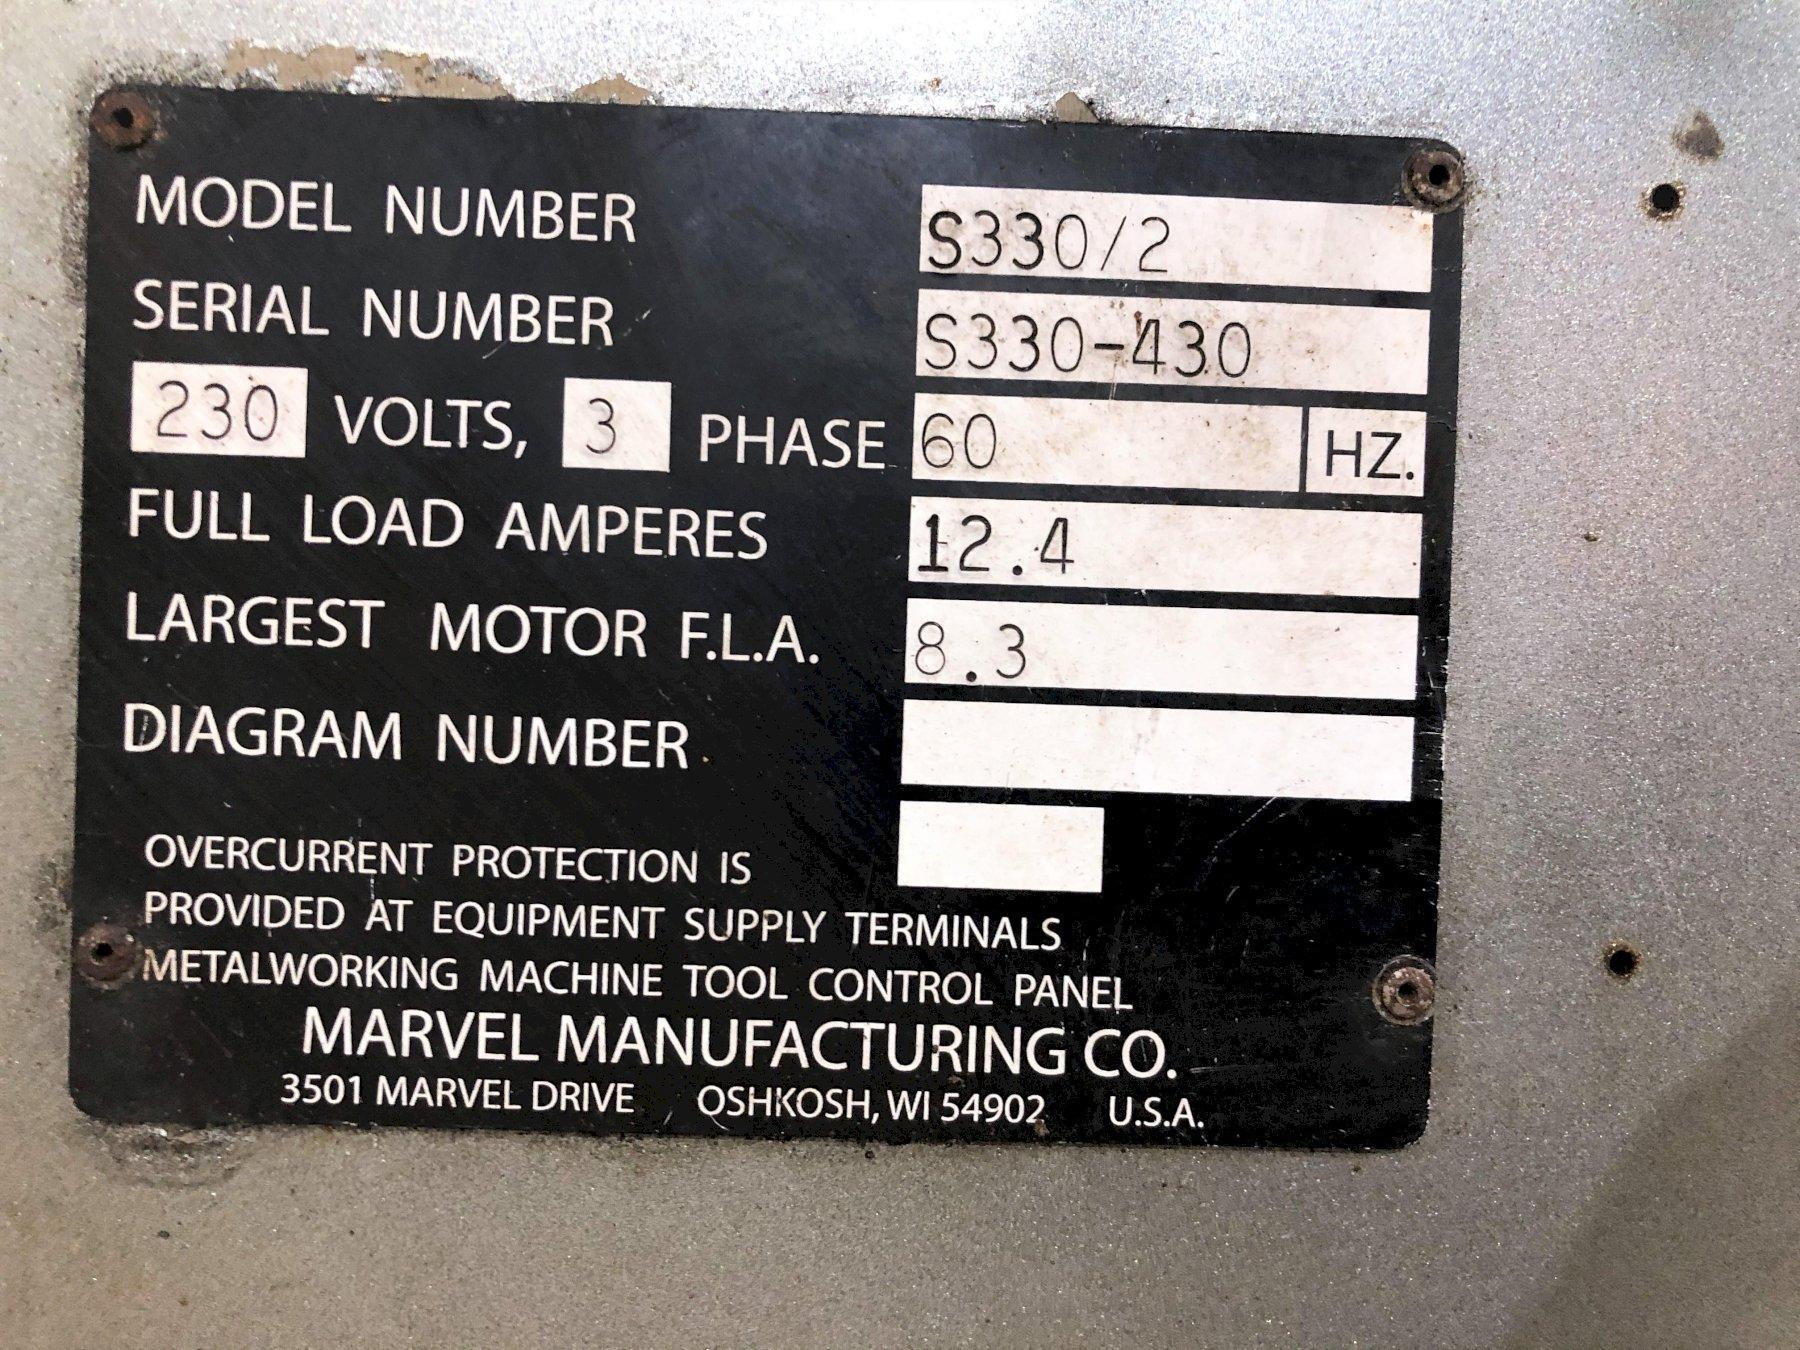 MODEL NUMBER S330/2
SERIAL NUMBER S330-430
230 VOLTS, 3 PHASE 60 HZ.
FULL LOAD AMPERES 12.4
LARGEST MOTOR F.L.A. 8.3
DIAGRAM NUMBER
OVERCURRENT PROTECTION IS
PROVIDED AT EQUIPMENT SUPPLY TERMINALS
METALWORKING MACHINE TOOL CONTROL PANEL
MARVEL MANUFACTURING CO.
3501 MARVEL DRIVE OSHKOSH, WI 54902 U.S.A.